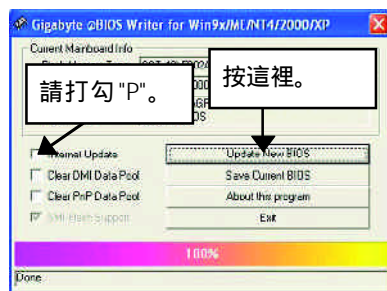 Gigabyte @BIOS Writer for Win9x/ME/NT4/2000/XP
Current Mainboard Info
請打勾"P"。
按這裡。
Internet Update
Update New BIOS
Clear DMI Data Pool
Save Current BIOS
Clear PnP Data Pool
About this program
SMI Flash Support
Exit
100%
Done